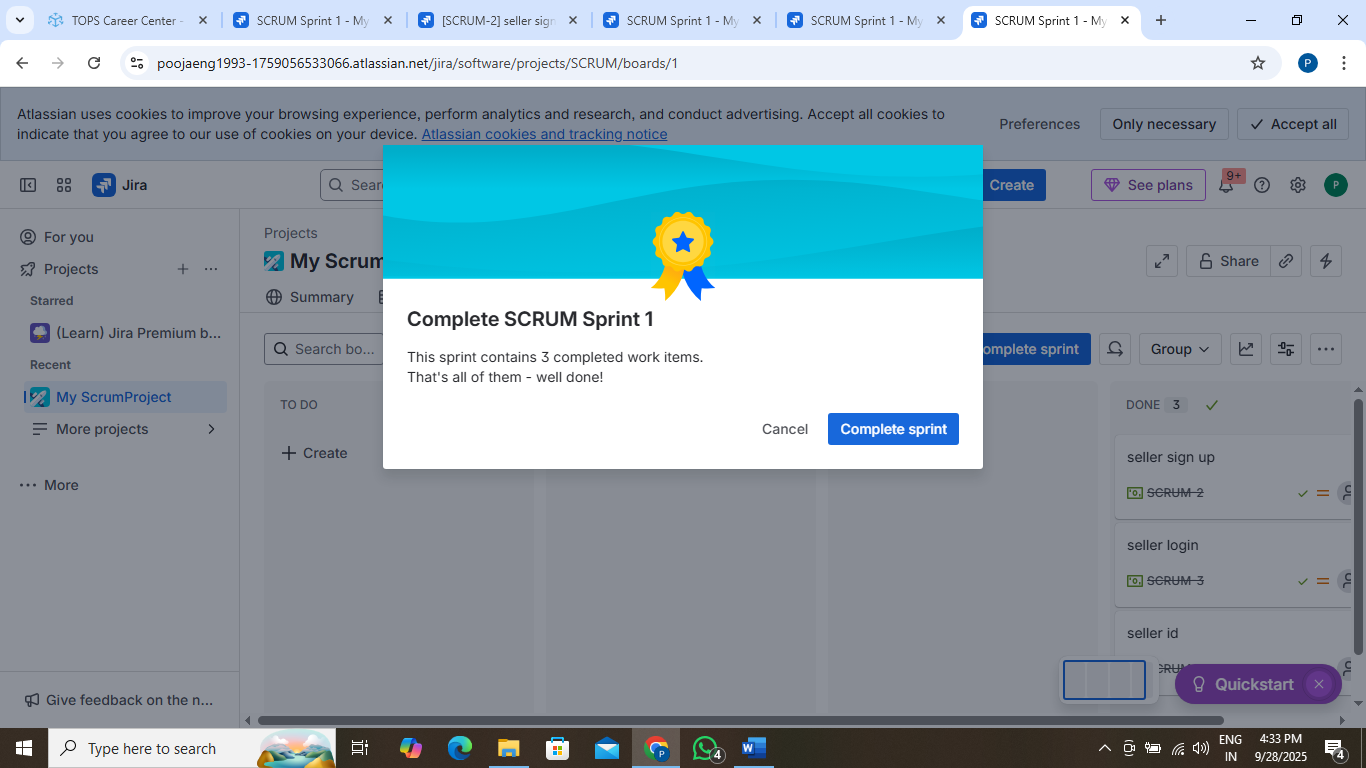 TOPS Career Center -
SCRUM Sprint 1 - My
[SCRUM-2] seller sign
SCRUM Sprint 1 - My
SCRUM Sprint 1 - My
SCRUM Sprint 1 - My
poojaeng1993-1759056533066.atlassian.net/jira/software/projects/SCRUM/boards/1
P
Atlassian uses cookies to improve your browsing experience, perform analytics and research, and conduct advertising. Accept all cookies to
indicate that you agree to our use of cookies on your device. Atlassian cookies and tracking notice
Preferences
Only necessary
Accept all
Jira
Sear
Create
See plans
9+
P
For you
Projects
Starred
(Learn) Jira Premium b...
Recent
My ScrumProject
More projects
More
Give feedback on the n...
Projects
My Scrum
Share
Summary
Search bo...
omplete sprint
Group
TO DO
Create
DONE 3
seller sign up
SCRUM-2
seller login
SCRUM-3
seller id
Complete SCRUM Sprint 1
This sprint contains 3 completed work items.
That's all of them - well done!
Cancel
Complete sprint
Quickstart
Type here to search
P
4
ENG
IN
4:33 PM
9/28/2025
4